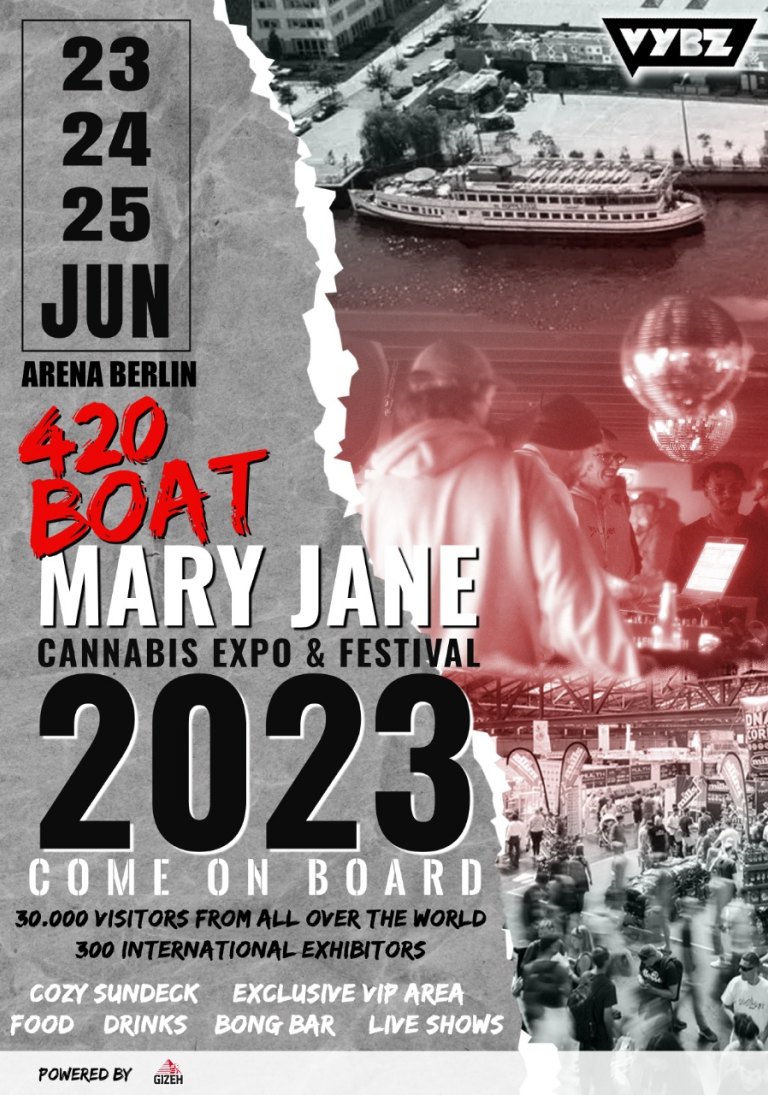 VYBZ
23
24
25
JUN
ARENA BERLIN
420
BOAT
MARY JANE
CANNABIS EXPO & FESTIVAL
2023
COME ON BOARD
30.000 VISITORS FROM ALL OVER THE WORLD
300 INTERNATIONAL EXHIBITORS
COZY SUNDECK EXCLUSIVE VIP AREA
FOOD DRINKS BONG BAR LIVE SHOWS
POWERED BY GIZEH